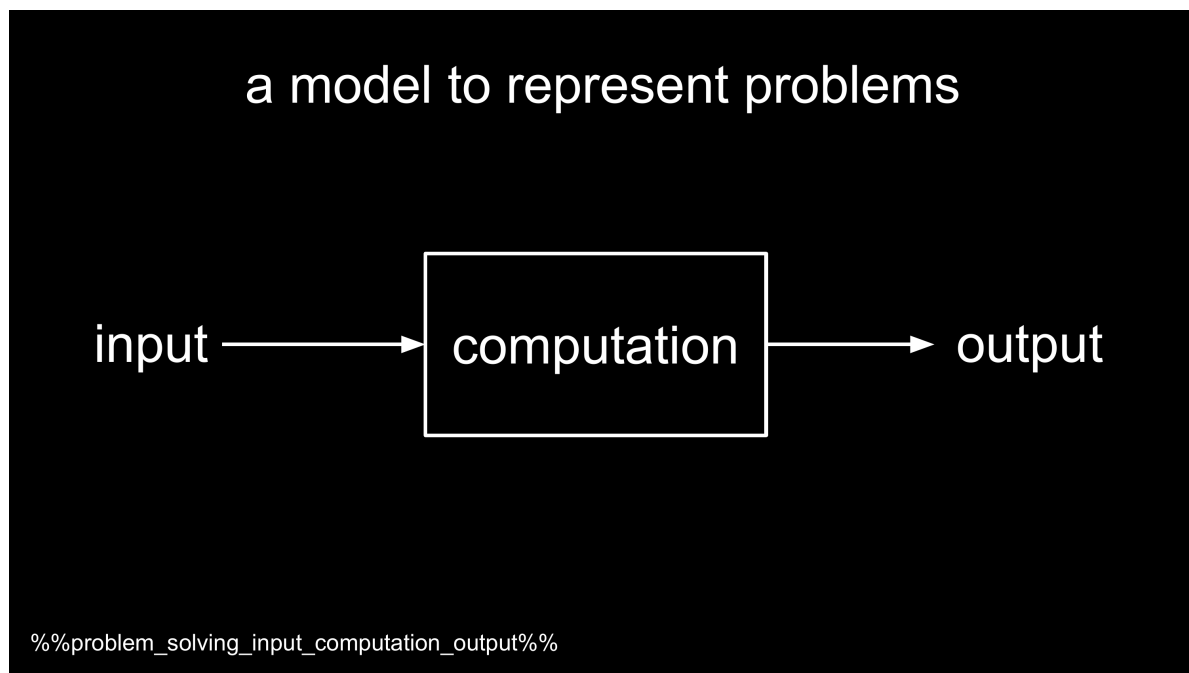 a model to represent problems
input
computation
output
%%problem_solving_input_computation_output%%